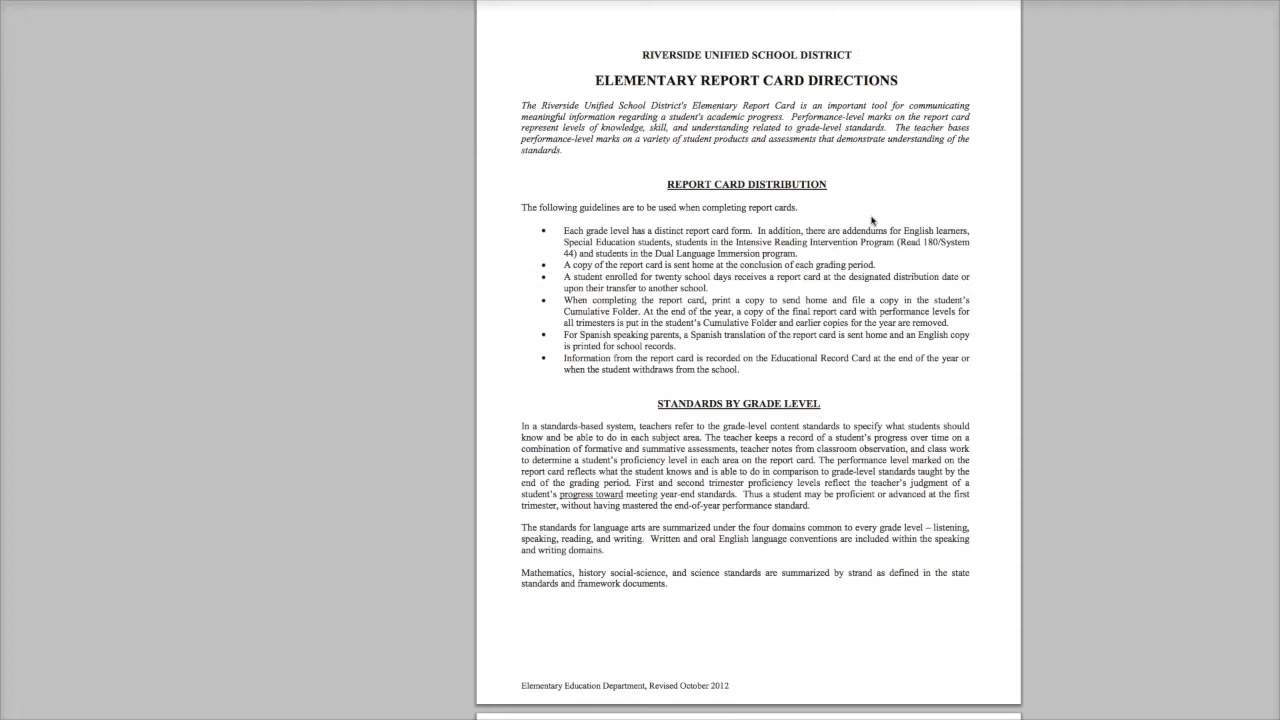 RIVERSIDE UNIFIED SCHOOL DISTRICT
ELEMENTARY REPORT CARD DIRECTIONS
The Riverside Unified School District's Elementary Report Card is an important tool for communicating
meaningful information regarding a student's academic progress. Performance-level marks on the report card
represent levels of knowledge, skill, and understanding related to grade-level standards. The teacher bases
performance-level marks on a variety of student products and assessments that demonstrate understanding of the
standards.
REPORT CARD DISTRIBUTION
The following guidelines are to be used when completing report cards.
• Each grade level has a distinct report card form. In addition, there are addendums for English learners,
Special Education students, students in the Intensive Reading Intervention Program (Read 180/System
44) and students in the Dual Language Immersion program.
• A copy of the report card is sent home at the conclusion of each grading period.
• A student enrolled for twenty school days receives a report card at the designated distribution date or
upon their transfer to another school.
• When completing the report card, print a copy to send home and file a copy in the student's
Cumulative Folder. At the end of the year, a copy of the final report card with performance levels for
all trimesters is put in the student's Cumulative Folder and earlier copies for the year are removed.
• For Spanish speaking parents, a Spanish translation of the report card is sent home and an English copy
is printed for school records.
• Information from the report card is recorded on the Educational Record Card at the end of the year or
when the student withdraws from the school.
STANDARDS BY GRADE LEVEL
In a standards-based system, teachers refer to the grade-level content standards to specify what students should
know and be able to do in each subject area. The teacher keeps a record of a student's progress over time on a
combination of formative and summative assessments, teacher notes from classroom observation, and class work
to determine a student's proficiency level in each area on the report card. The performance level marked on the
report card reflects what the student knows and is able to do in comparison to grade-level standards taught by the
end of the grading period. First and second trimester proficiency levels reflect the teacher's judgment of a
student's progress toward meeting year-end standards. Thus a student may be proficient or advanced at the first
trimester, without having mastered the end-of-year performance standard.
The standards for language arts are summarized under the four domains common to every grade level – listening,
speaking, reading, and writing. Written and oral English language conventions are included within the speaking
and writing domains.
Mathematics, history social-science, and science standards are summarized by strand as defined in the state
standards and framework documents.
Elementary Education Department, Revised October 2012